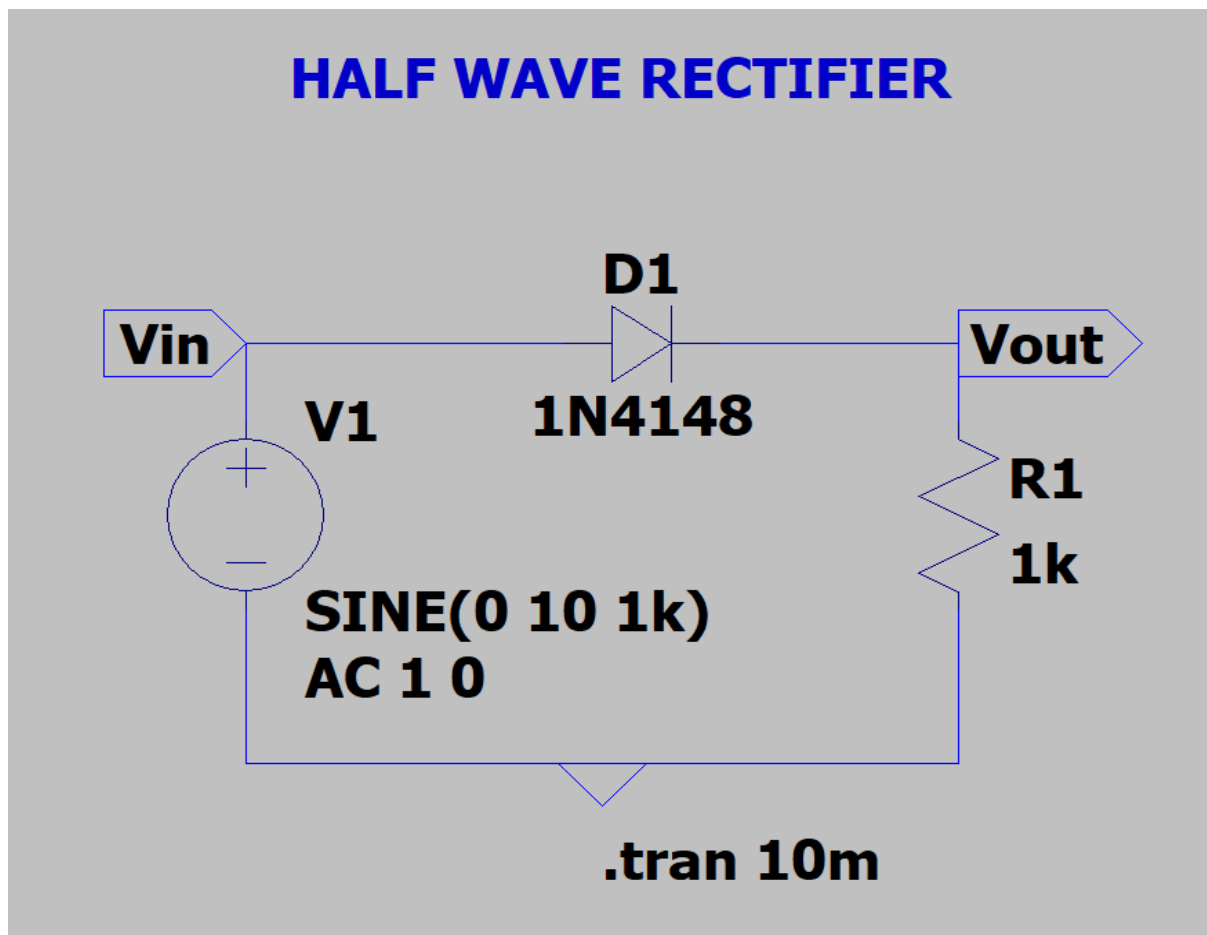 HALF WAVE RECTIFIER
D1
Vin
Vout
1N4148
V1
R1
1k
SINE(0 10 1k)
AC 1 0
.tran 10m